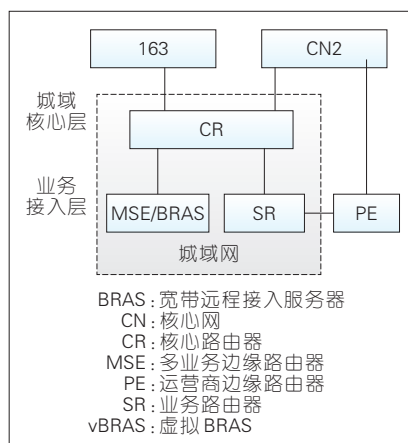 163
CN2
城域
核心层
CR
业务
接入层
MSE/BRAS
SR
PE
城域网
BRAS：宽带远程接入服务器
CN：核心网
CR：核心路由器
MSE：多业务边缘路由器
PE：运营商边缘路由器
SR：业务路由器
vBRAS：虚拟 BRAS